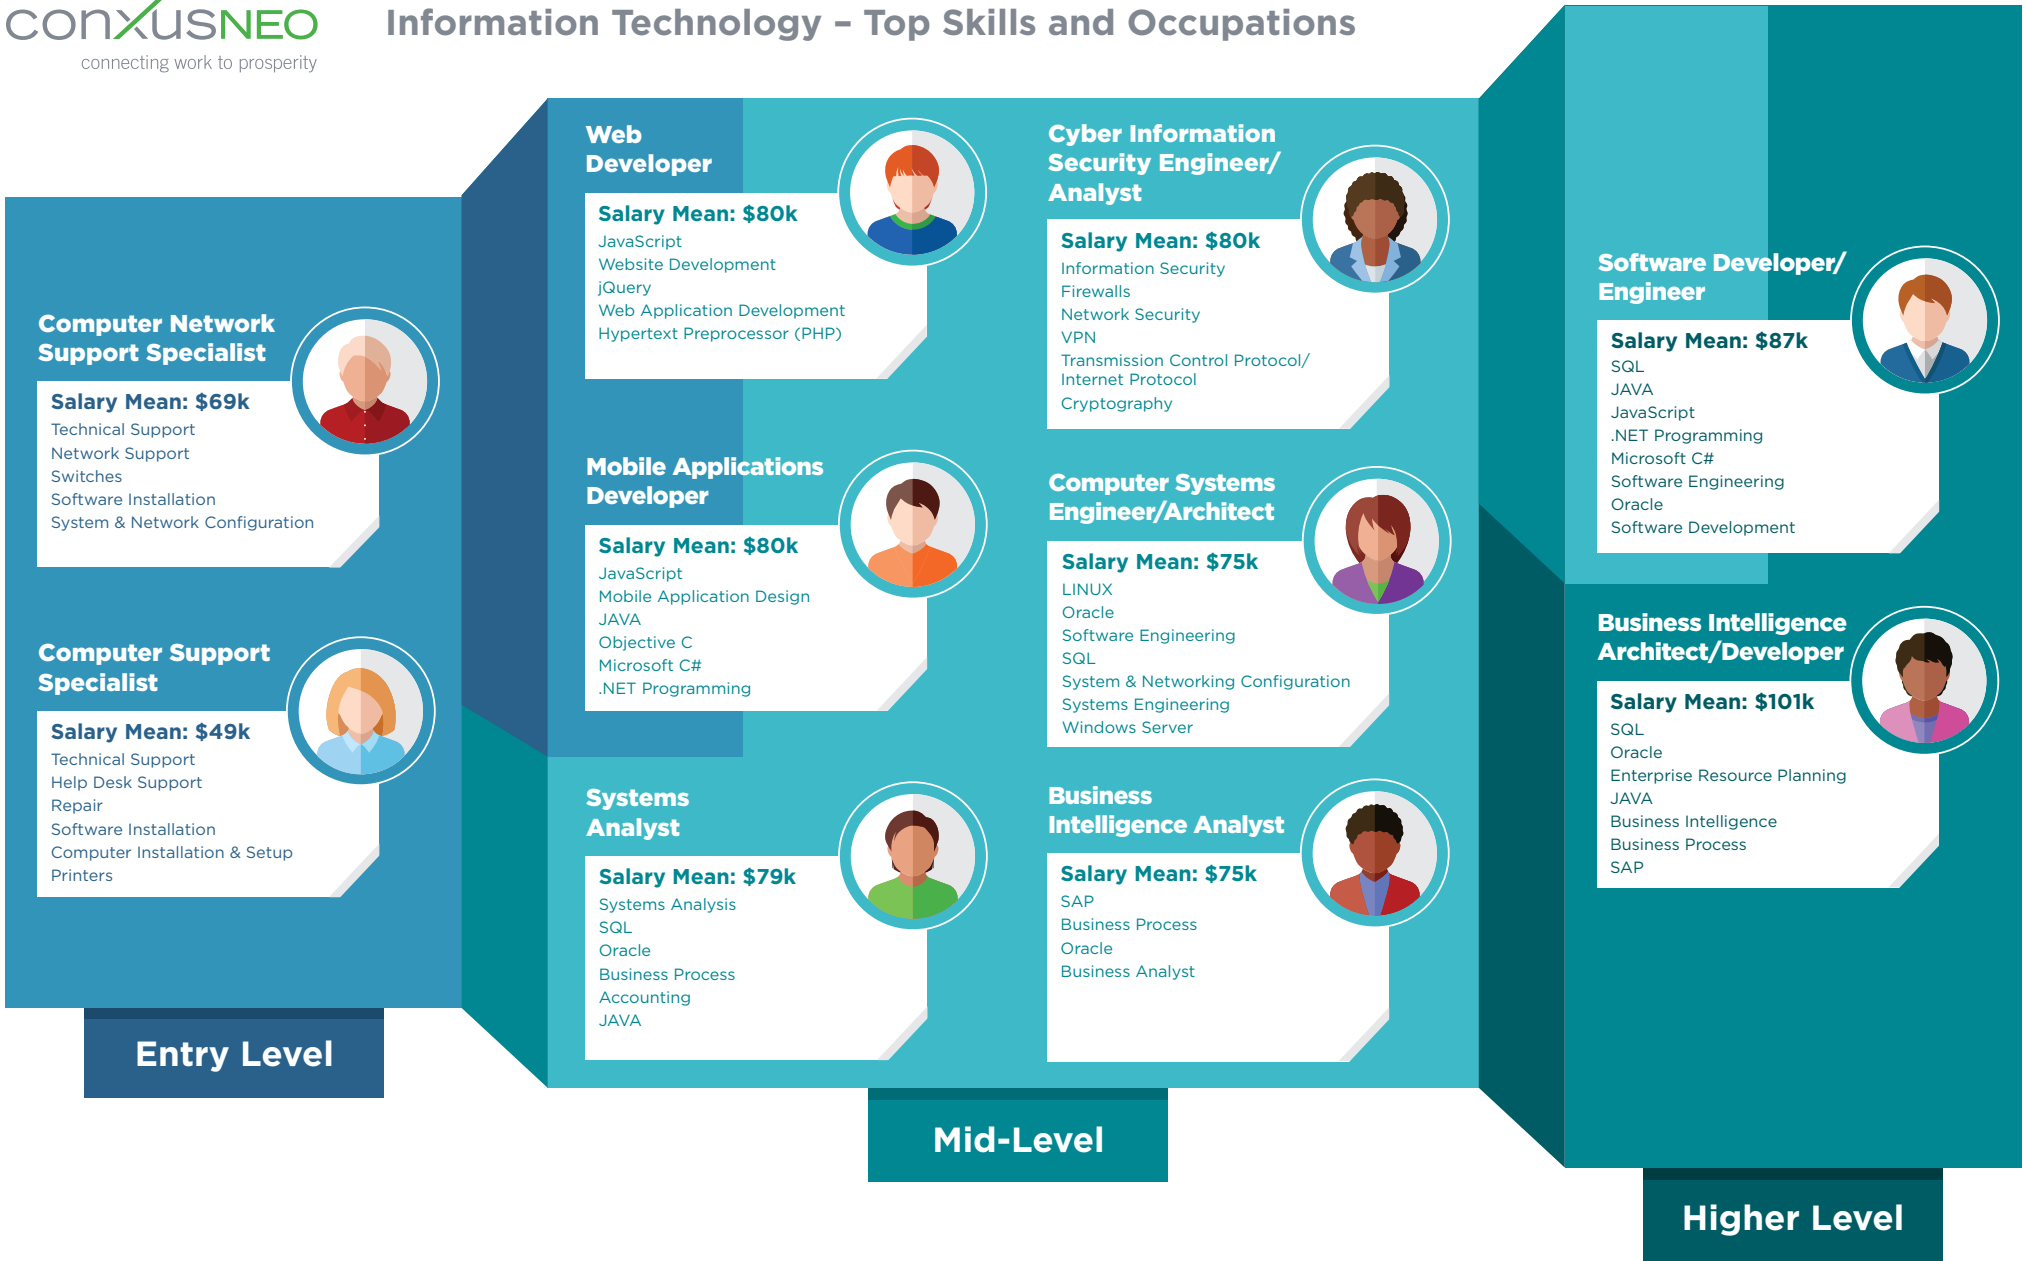 conxusNEO
connecting work to prosperity
Information Technology – Top Skills and Occupations
Computer Network
Support Specialist
Salary Mean: $69k
Technical Support
Network Support
Switches
Software Installation
System & Network Configuration
Computer Support
Specialist
Salary Mean: $49k
Technical Support
Help Desk Support
Repair
Software Installation
Computer Installation & Setup
Printers
Entry Level
Web
Developer
Salary Mean: $80k
JavaScript
Website Development
jQuery
Web Application Development
Hypertext Preprocessor (PHP)
Mobile Applications
Developer
Salary Mean: $80k
JavaScript
Mobile Application Design
JAVA
Objective C
Microsoft C#
.NET Programming
Systems
Analyst
Salary Mean: $79k
Systems Analysis
SQL
Oracle
Business Process
Accounting
JAVA
Cyber Information
Security Engineer/
Analyst
Salary Mean: $80k
Information Security
Firewalls
Network Security
VPN
Transmission Control Protocol/
Internet Protocol
Cryptography
Computer Systems
Engineer/Architect
Salary Mean: $75k
LINUX
Oracle
Software Engineering
SQL
System & Networking Configuration
Systems Engineering
Windows Server
Business
Intelligence Analyst
Salary Mean: $75k
SAP
Business Process
Oracle
Business Analyst
Mid-Level
Software Developer/
Engineer
Salary Mean: $87k
SQL
JAVA
JavaScript
.NET Programming
Microsoft C#
Software Engineering
Oracle
Software Development
Business Intelligence
Architect/Developer
Salary Mean: $101k
SQL
Oracle
Enterprise Resource Planning
JAVA
Business Intelligence
Business Process
SAP
Higher Level